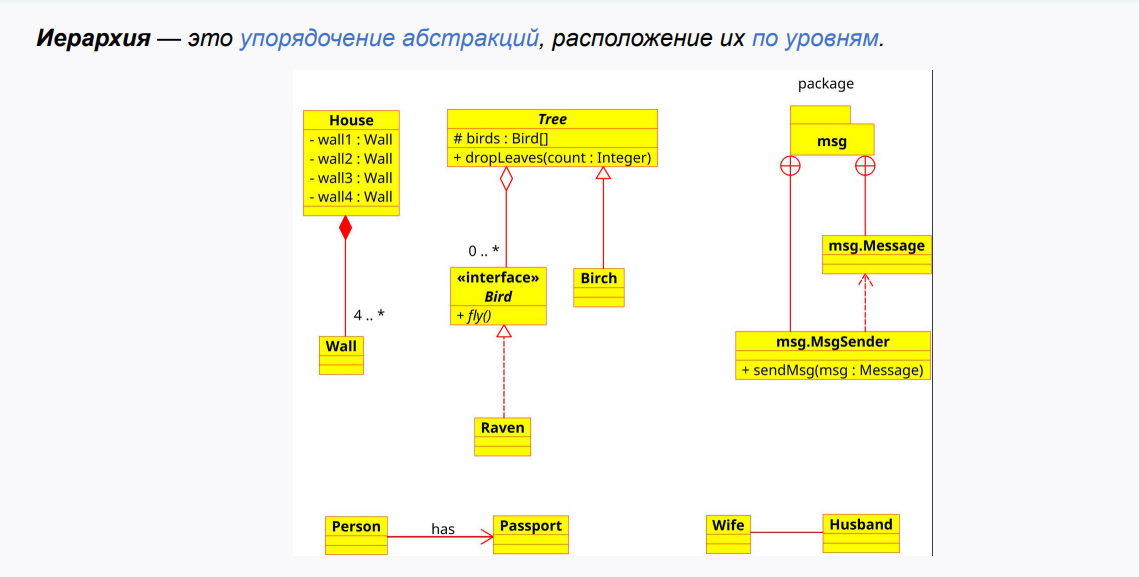 Иерархия — это упорядочение абстракций, расположение их по уровням.
package
House
- wall1 : Wall
- wall2 : Wall
- wall3 : Wall
- wall4 : Wall
Tree
# birds : Bird[]
+ dropLeaves(count : Integer)
msg
0 .. *
msg.Message
«interface»
Bird
+ fly()
Birch
4 .. *
Wall
msg.MsgSender
+ sendMsg(msg : Message)
Raven
Person
has
Passport
Wife
Husband